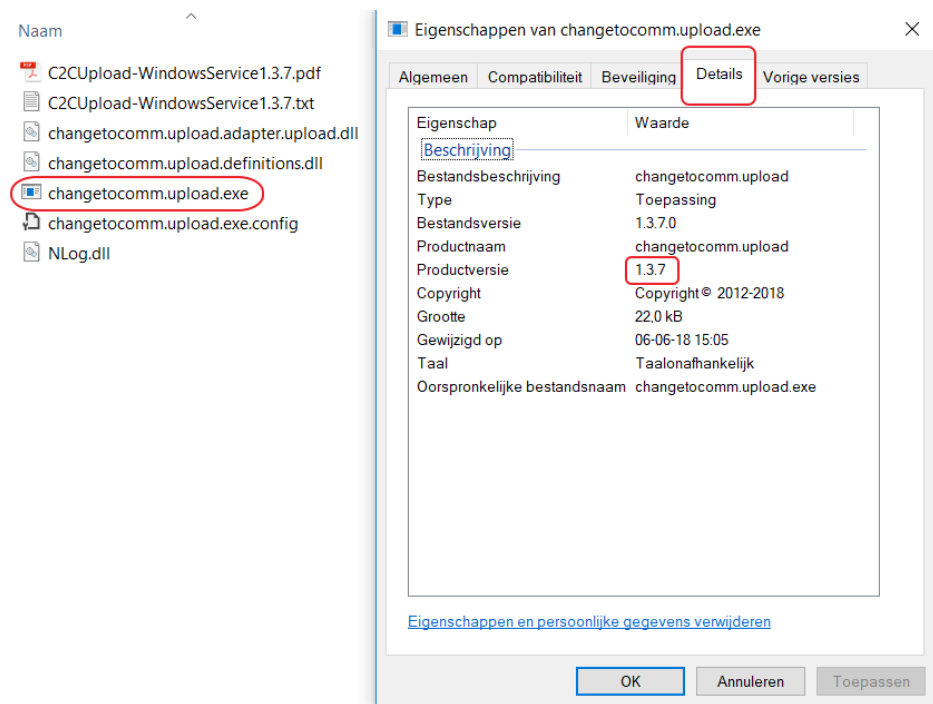 Naam
C2CUpload-WindowsService1.3.7.pdf
C2CUpload-WindowsService1.3.7.txt
changetocomm.upload.adapter.upload.dll
changetocomm.upload.definitions.dll
changetocomm.upload.exe
changetocomm.upload.exe.config
NLog.dll
Eigenschappen van changetocomm.upload.exe
Algemeen Compatibiliteit Beveiliging Details Vorige versies
Eigenschap Waarde
Beschrijving
Bestandsbeschrijving changetocomm.upload
Type Toepassing
Bestandsversie 1.3.7.0
Productnaam changetocomm.upload
Productversie 1.3.7
Copyright Copyright © 2012-2018
Grootte 22,0 kB
Gewijzigd op 06-06-18 15:05
Taal Taalonafhankelijk
Oorspronkelijke bestandsnaam changetocomm.upload.exe
Eigenschappen en persoonlijke gegevens verwijderen
OK Annuleren Toepassen